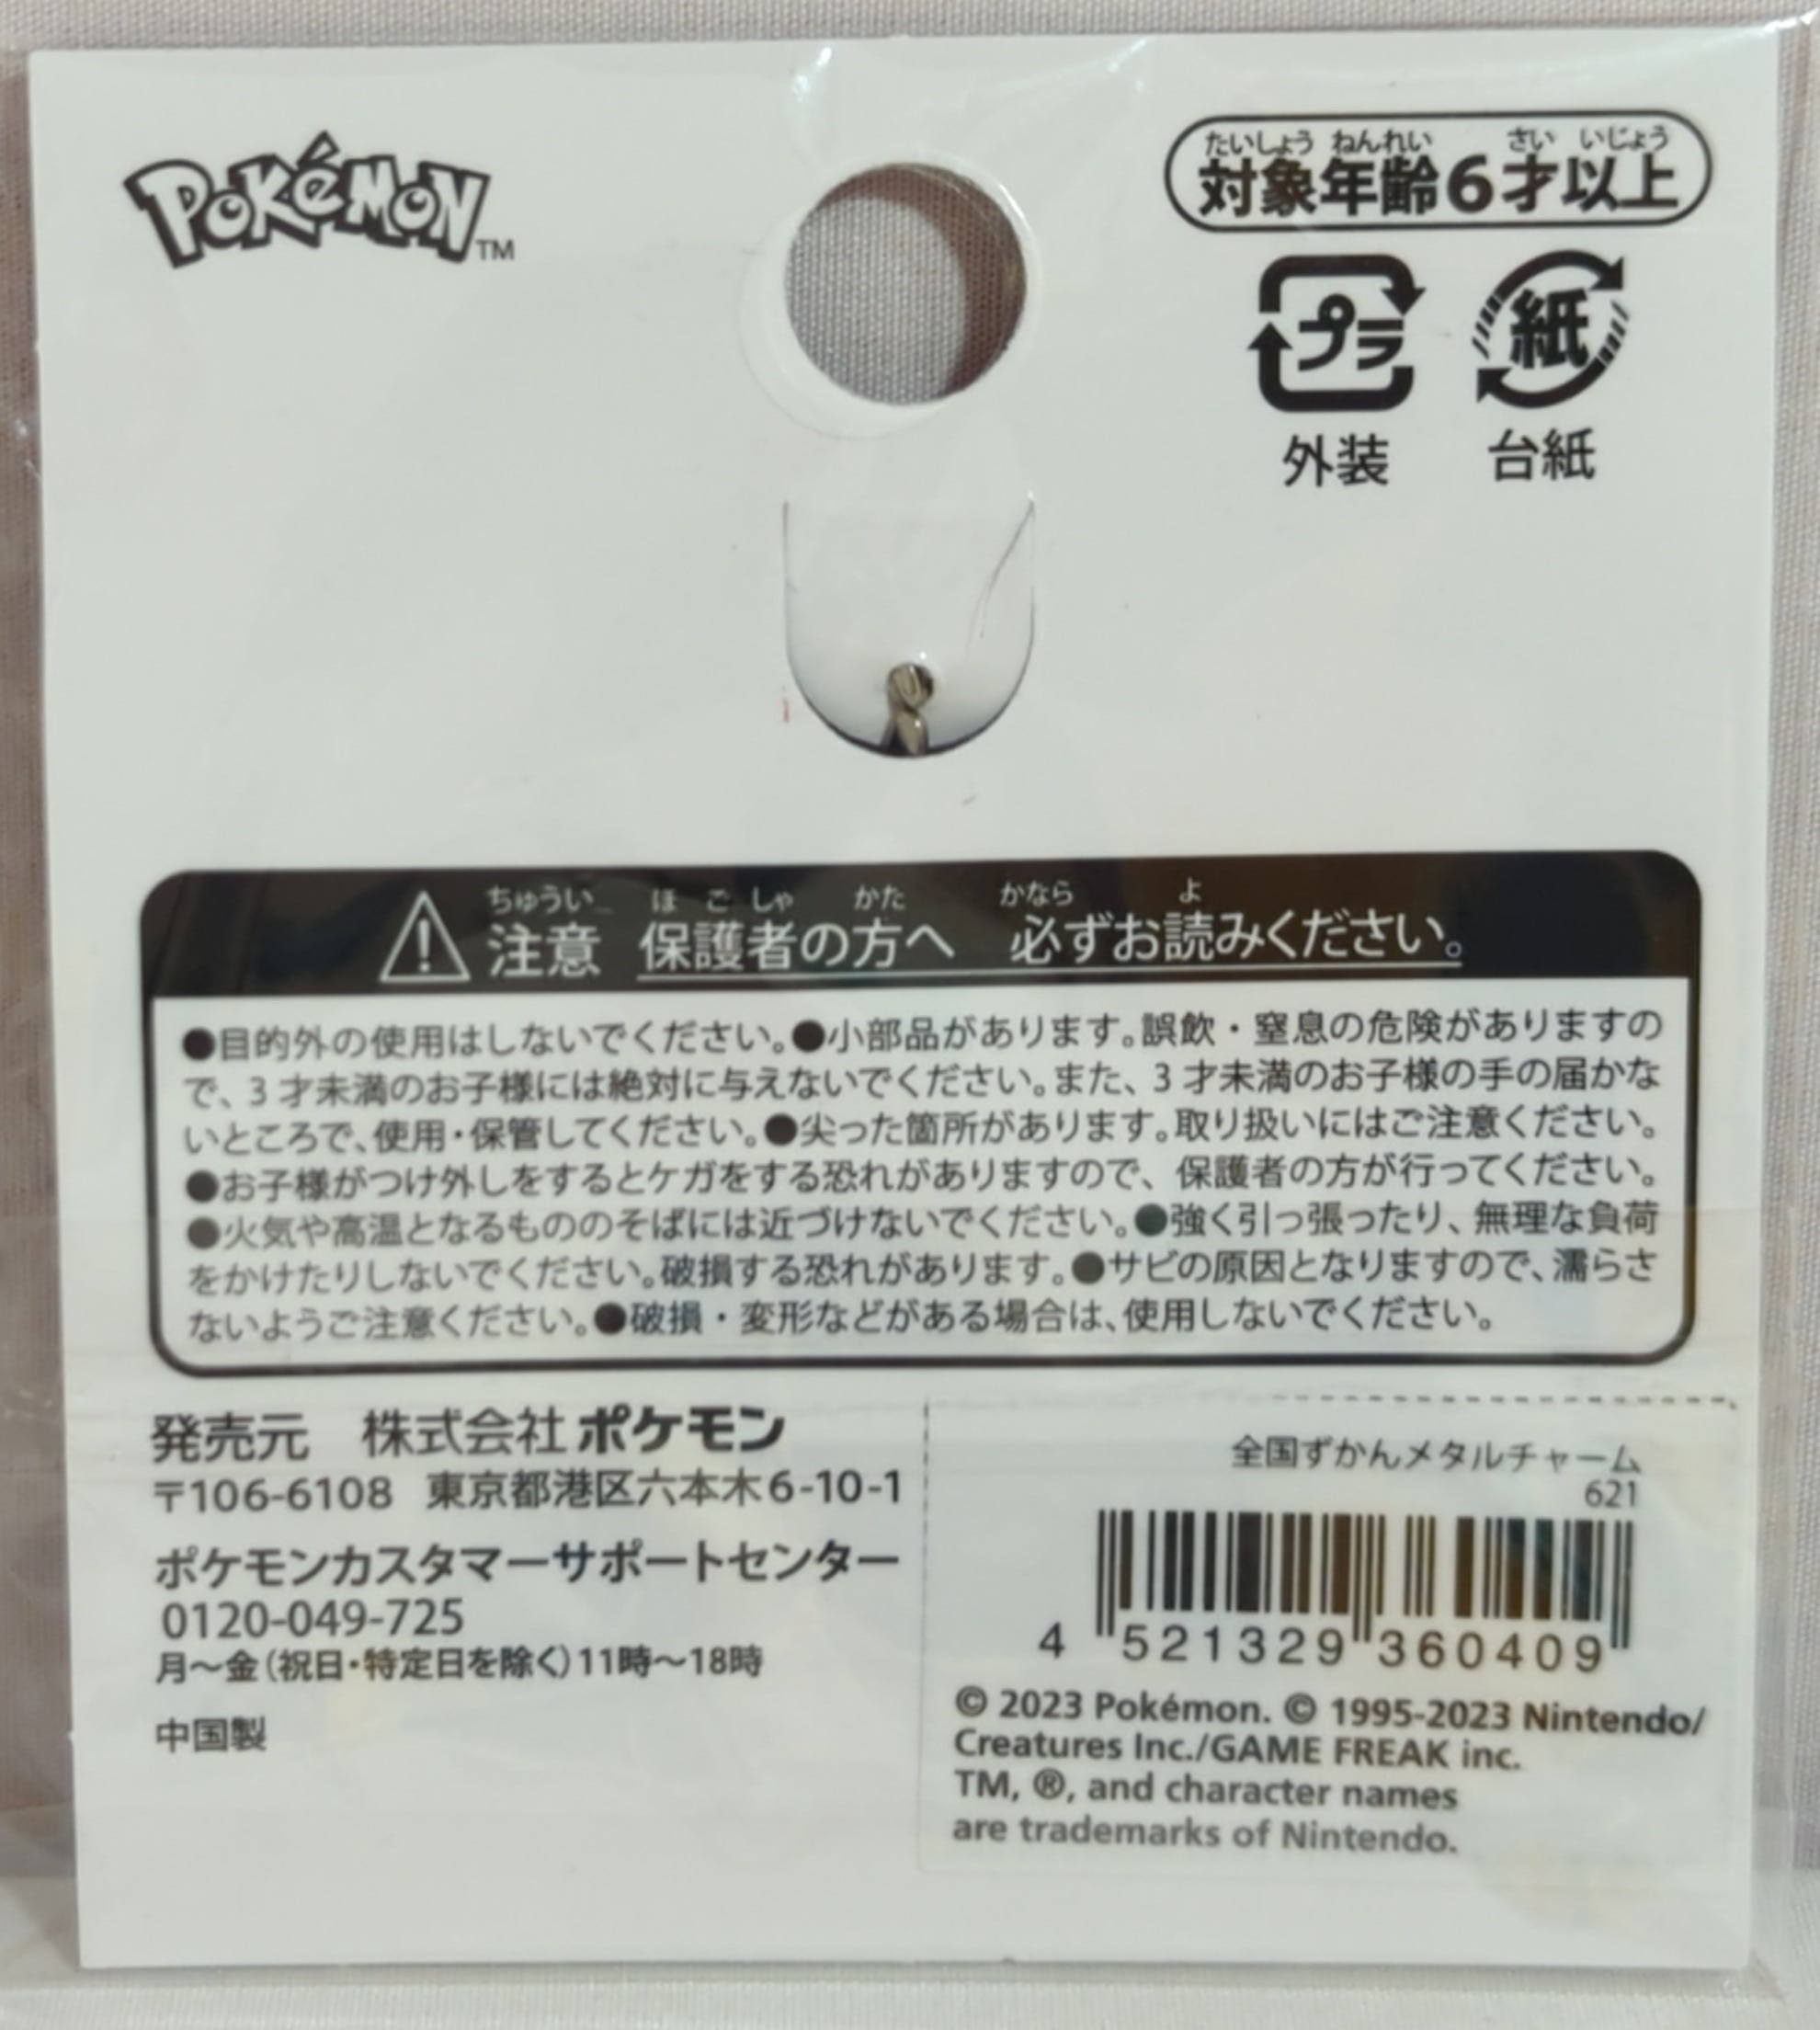 Pokémon™
たいしょう ねんれい さい いじょう
対象年齢6才以上
プラ 紙
外装 台紙
ちゅうい ほごしゃ かた かなら よ
注意 保護者の方へ 必ずお読みください。
●目的外の使用はしないでください。●小部品があります。誤飲・窒息の危険がありますの
で、3才未満のお子様には絶対に与えないでください。また、3才未満のお子様の手の届かな
いところで、使用・保管してください。●尖った箇所があります。取り扱いにはご注意ください。
●お子様がつけ外しをするとケガをする恐れがありますので、保護者の方が行ってください。
●火気や高温となるもののそばには近づけないでください。●強く引っ張ったり、無理な負荷
をかけたりしないでください。破損する恐れがあります。●サビの原因となりますので、濡らさ
ないようご注意ください。●破損・変形などがある場合は、使用しないでください。
発売元 株式会社ポケモン
〒106-6108 東京都港区六本木6-10-1
ポケモンカスタマーサポートセンター
0120-049-725
月〜金(祝日・特定日を除く)11時〜18時
中国製
全国ずかんメタルチャーム
621
4 521329 360409
© 2023 Pokémon. © 1995-2023 Nintendo/
Creatures Inc./GAME FREAK inc.
TM, ®, and character names
are trademarks of Nintendo.